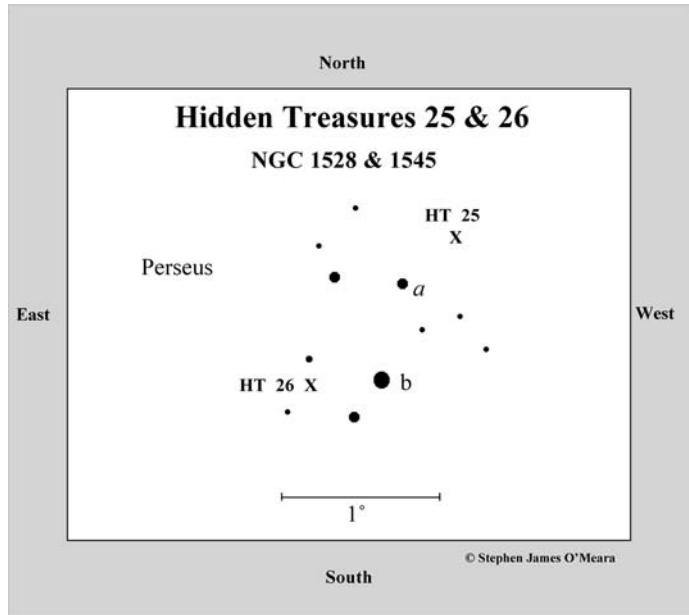 North
Hidden Treasures 25 & 26
NGC 1528 & 1545
HT 25
X
Perseus
a
East
West
HT 26 X
b
1°
© Stephen James O'Meara
South